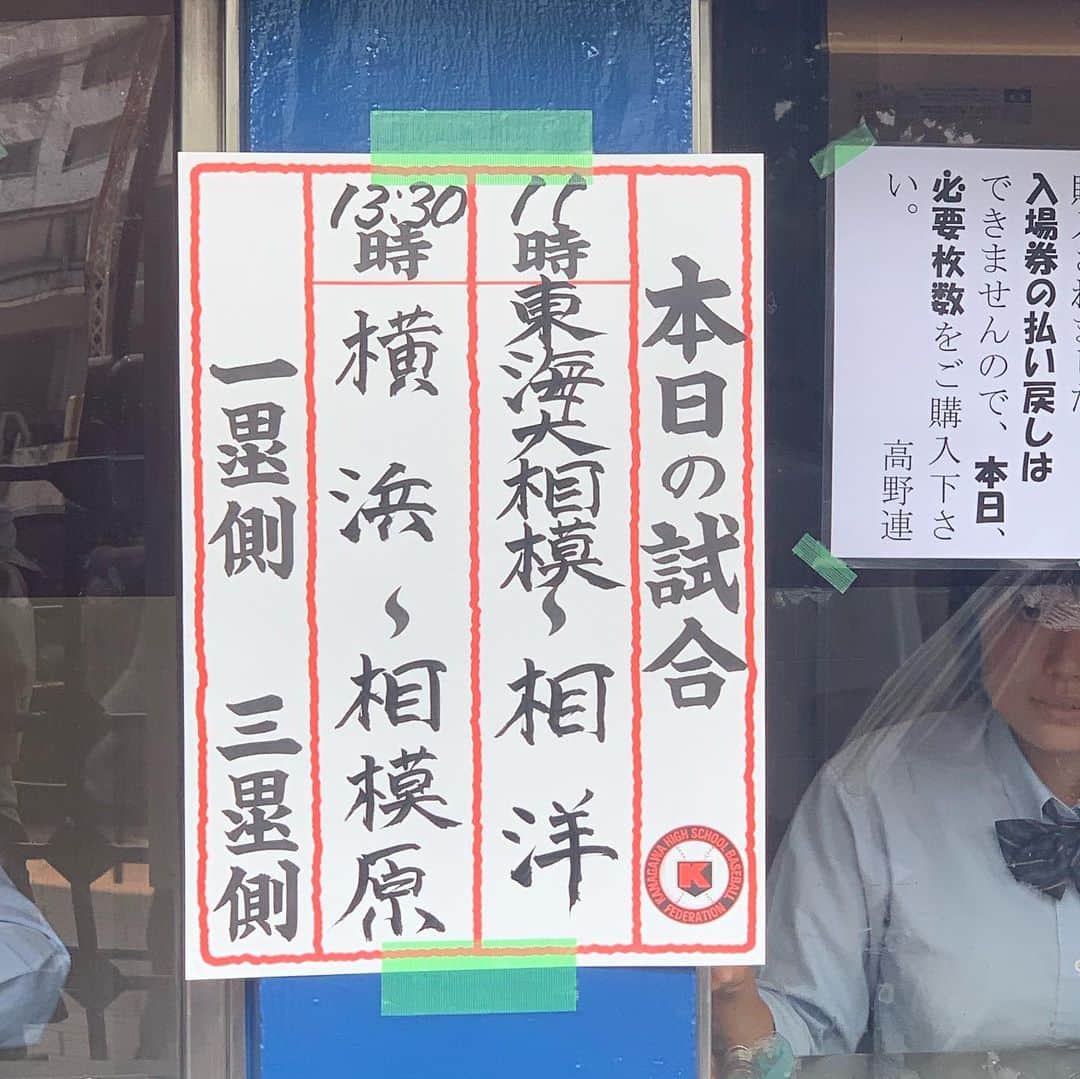 本日の試合
11時
東海大相模〜相洋
13:30時
横浜〜相模原
一塁側 三塁側
KANAGAWA HIGH SCHOOL BASEBALL
FEDERATION
K
入場券の払い戻しは
できませんので、本日、
必要枚数をご購入下さ
い。
高野連